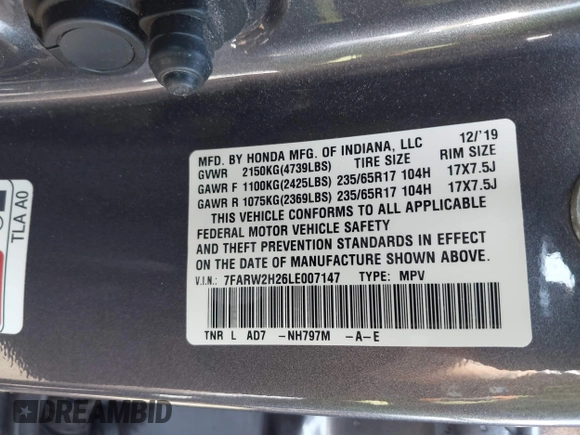 MFD. BY HONDA MFG. OF INDIANA, LLC 12/'19
GVWR 2150KG(4739LBS) TIRE SIZE RIM SIZE
GAWR F 1100KG(2425LBS) 235/65R17 104H 17X7.5J
GAWR R 1075KG(2369LBS) 235/65R17 104H 17X7.5J
THIS VEHICLE CONFORMS TO ALL APPLICABLE
FEDERAL MOTOR VEHICLE SAFETY
AND THEFT PREVENTION STANDARDS IN EFFECT
ON THE DATE OF MANUFACTURE SHOWN ABOVE.
V.I.N.: 7FARW2H26LE007147 TYPE: MPV
TNR L AD7 -NH797M -A-E
TLA A0
DREAMBID